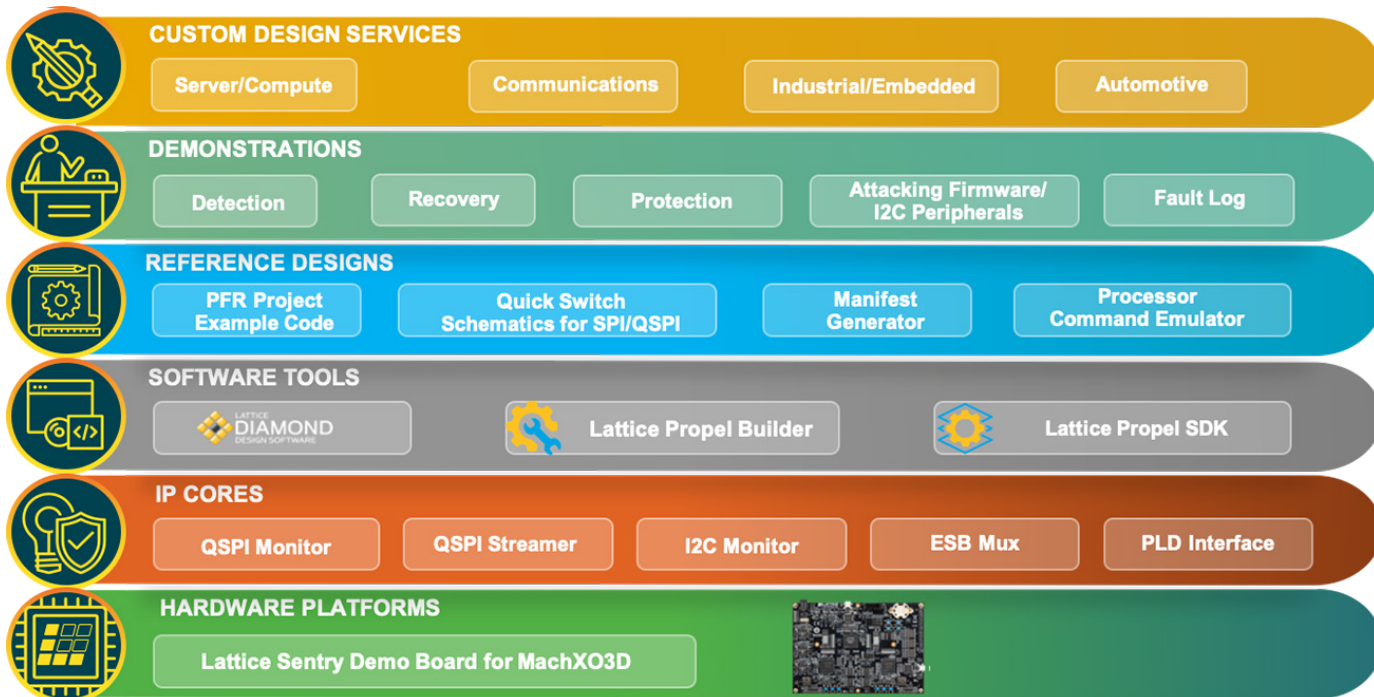 CUSTOM DESIGN SERVICES
Server/Compute
Communications
Industrial/Embedded
Automotive
DEMONSTRATIONS
Detection
Recovery
Protection
Attacking Firmware/
I2C Peripherals
Fault Log
REFERENCE DESIGNS
PFR Project
Example Code
Quick Switch
Schematics for SPI/QSPI
Manifest
Generator
Processor
Command Emulator
SOFTWARE TOOLS
LATTICE
DIAMOND
DESIGN SOFTWARE
Lattice Propel Builder
Lattice Propel SDK
IP CORES
QSPI Monitor
QSPI Streamer
I2C Monitor
ESB Mux
PLD Interface
HARDWARE PLATFORMS
Lattice Sentry Demo Board for MachXO3D